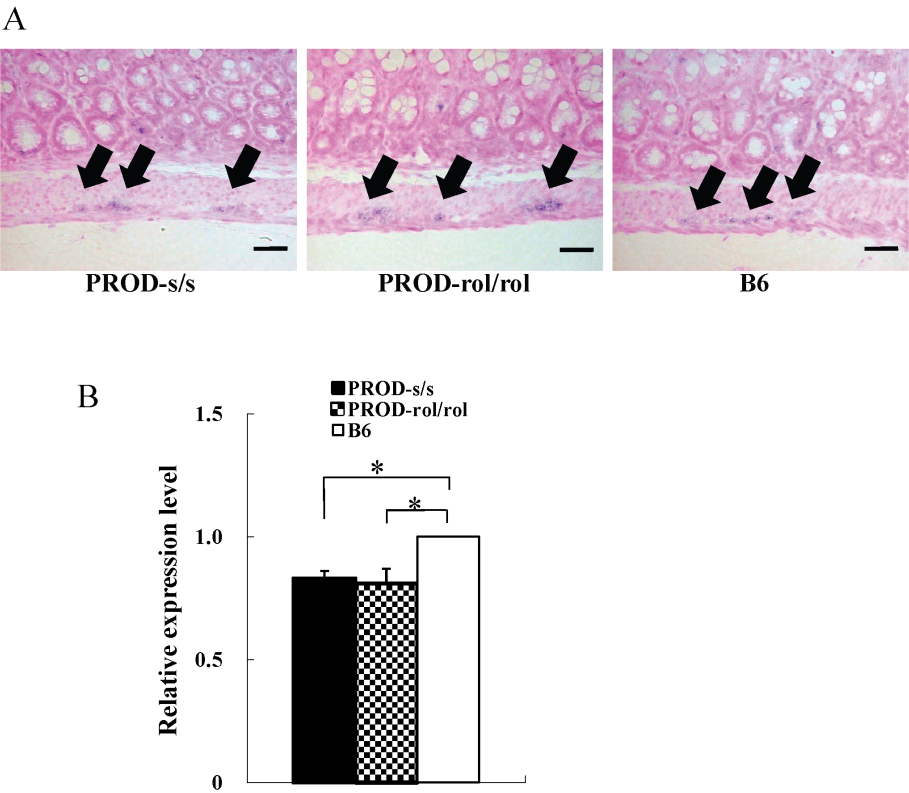 A
PROD-s/s
PROD-rol/rol
B6
B
PROD-s/s
PROD-rol/rol
B6
1.5
*
*
1.0
0.5
0
Relative expression level